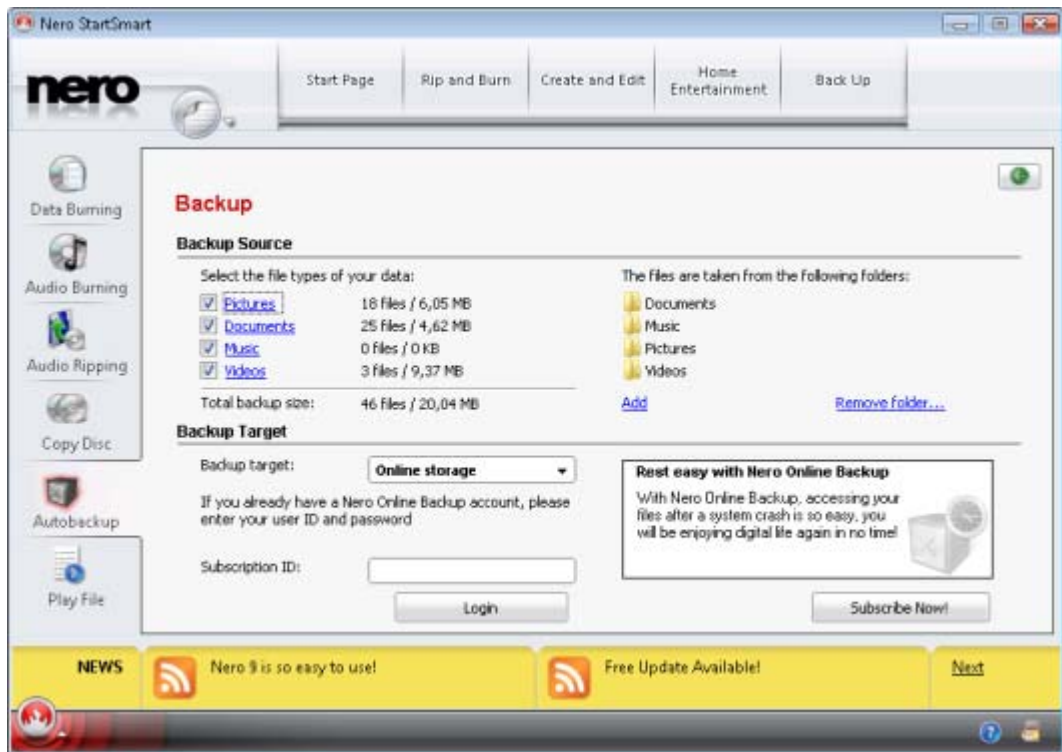 Nero StartSmart
nero
Start Page
Rip and Burn
Create and Edit
Home
Entertainment
Back Up
Data Burning
Audio Burning
Audio Ripping
Copy Disc
Autobackup
Play File
Backup
Backup Source
Select the file types of your data:
Pictures 18 files / 6,05 MB
Documents 25 files / 4,62 MB
Music 0 files / 0 KB
Videos 3 files / 9,37 MB
Total backup size: 46 files / 20,04 MB
The files are taken from the following folders:
Documents
Music
Pictures
Videos
Add Remove folder...
Backup Target
Backup target: Online storage
If you already have a Nero Online Backup account, please
enter your user ID and password
Subscription ID:
Login
Rest easy with Nero Online Backup
With Nero Online Backup, accessing your
files after a system crash is so easy, you
will be enjoying digital life again in no time!
Subscribe Now!
NEWS
Nero 9 is so easy to use!
Free Update Available!
Next